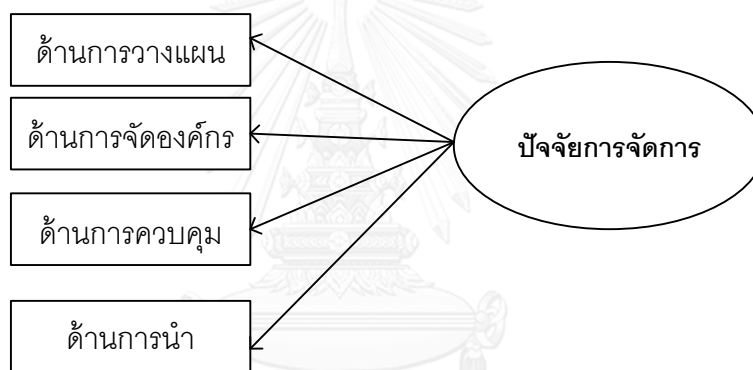 ด้านการวางแผน
ด้านการจัดองค์กร
ปัจจัยการจัดการ
ด้านการควบคุม
ด้านการนำ